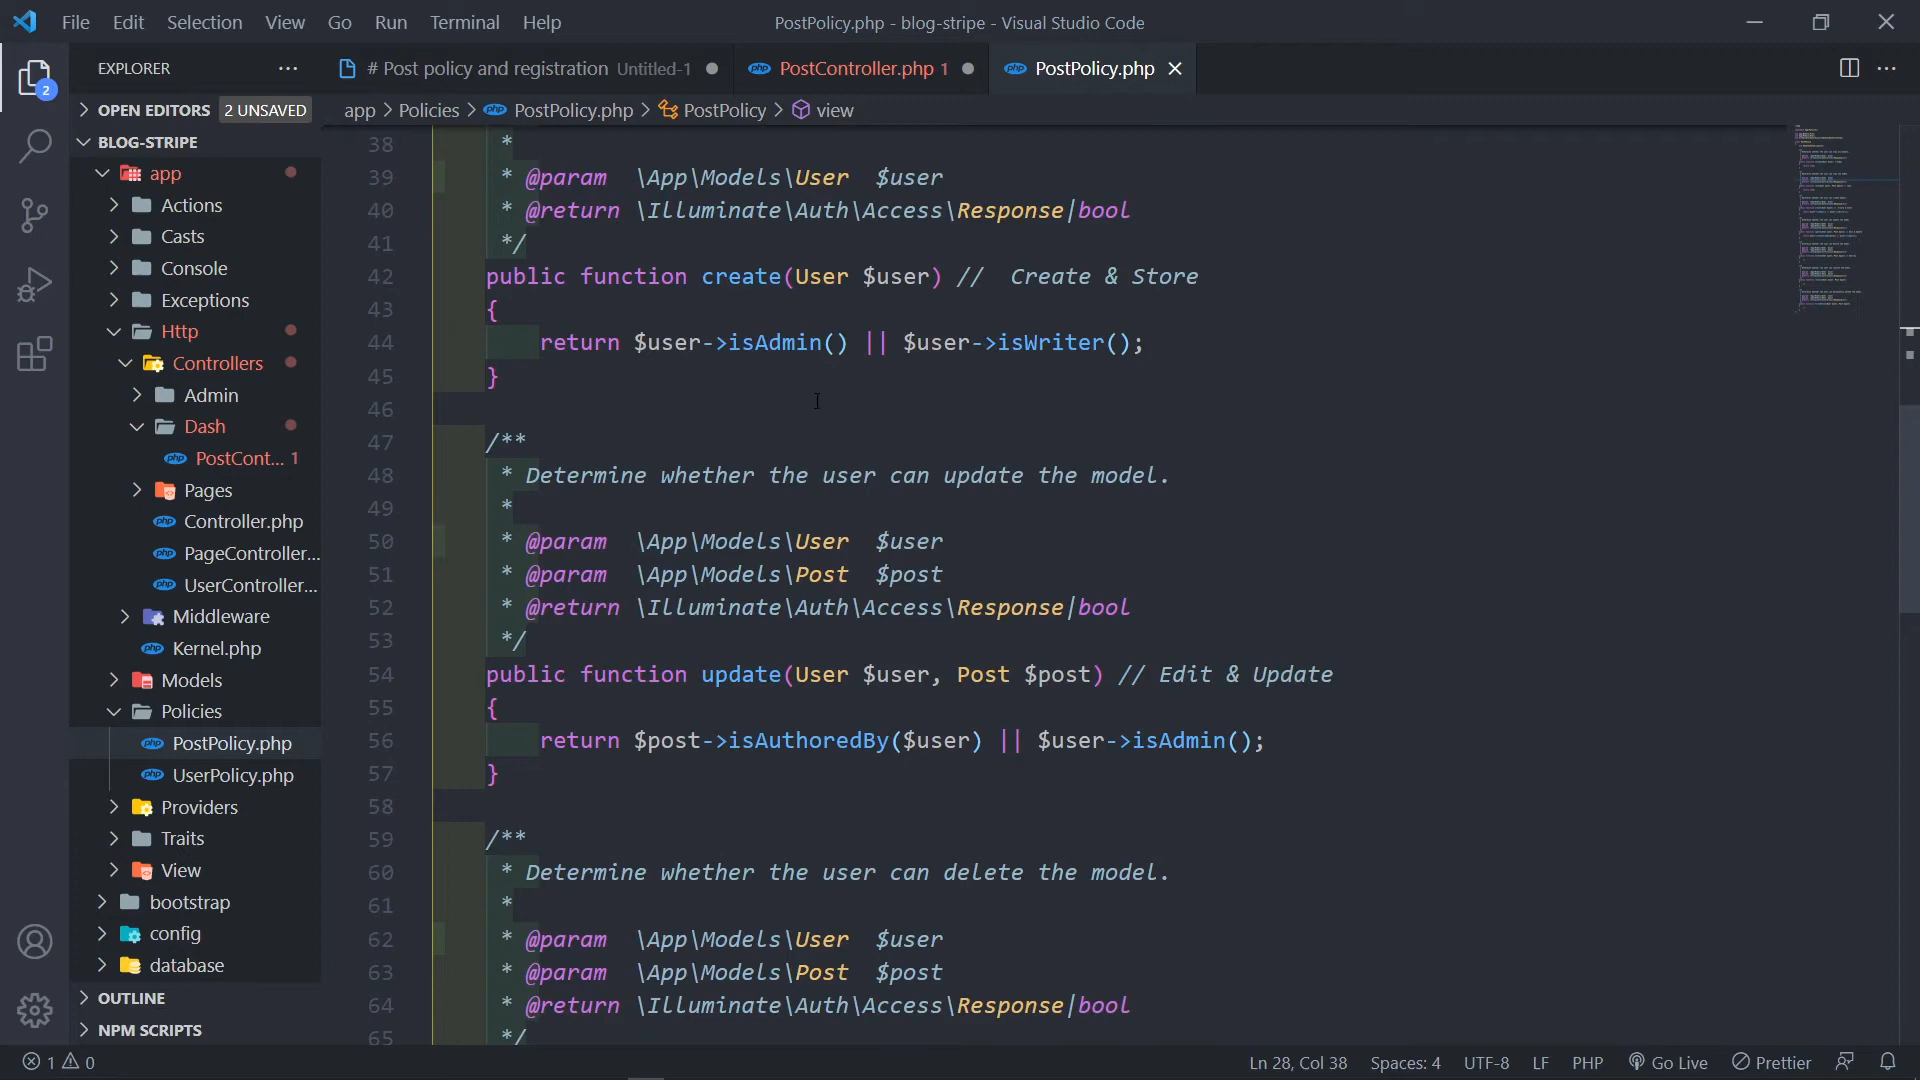 File Edit Selection View Go Run Terminal Help
PostPolicy.php - blog-stripe - Visual Studio Code
EXPLORER
# Post policy and registration Untitled-1
PostController.php 1
PostPolicy.php
2
OPEN EDITORS 2 UNSAVED
app > Policies > PostPolicy.php > PostPolicy > view
BLOG-STRIPE
app
Actions
Casts
Console
Exceptions
Http
Controllers
Admin
Dash
PostCont... 1
Pages
Controller.php
PageController...
UserController...
Middleware
Kernel.php
Models
Policies
PostPolicy.php
UserPolicy.php
Providers
Traits
View
bootstrap
config
database
OUTLINE
NPM SCRIPTS
38 *
39 * @param \App\Models\User $user
40 * @return \Illuminate\Auth\Access\Response|bool
41 */
42 public function create(User $user) // Create & Store
43 {
44 return $user->isAdmin() || $user->isWriter();
45 }
46
47 /**
48 * Determine whether the user can update the model.
49 *
50 * @param \App\Models\User $user
51 * @param \App\Models\Post $post
52 * @return \Illuminate\Auth\Access\Response|bool
53 */
54 public function update(User $user, Post $post) // Edit & Update
55 {
56 return $post->isAuthoredBy($user) || $user->isAdmin();
57 }
58
59 /**
60 * Determine whether the user can delete the model.
61 *
62 * @param \App\Models\User $user
63 * @param \App\Models\Post $post
64 * @return \Illuminate\Auth\Access\Response|bool
65 */
1 0
Ln 28, Col 38 Spaces: 4 UTF-8 LF PHP Go Live Prettier